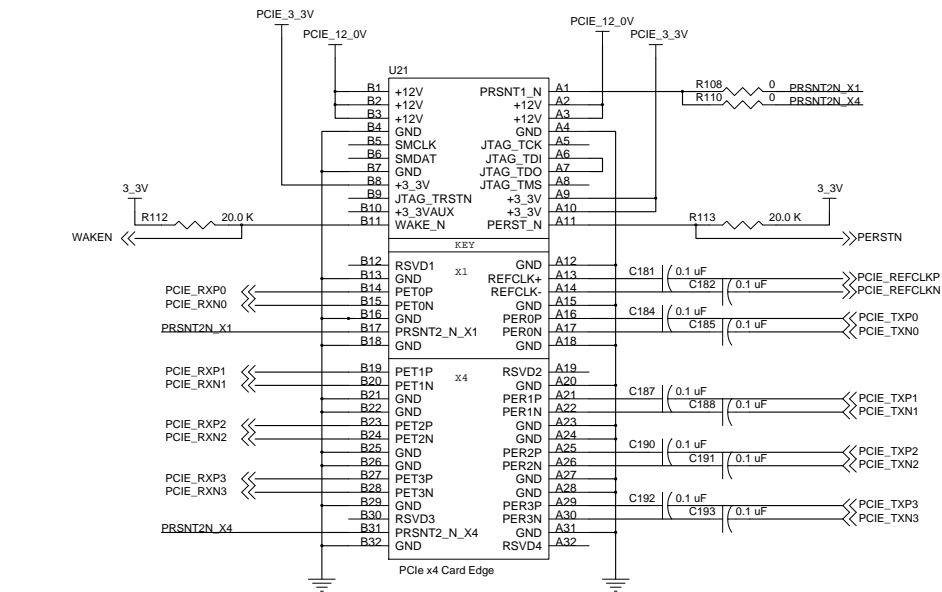 PCIE_3_3V
PCIE_12_0V
PCIE_12_0V
PCIE_3_3V
U21
B1 +12V PRSNT1_N A1 R108 0 PRSNT2N_X1
B2 +12V +12V A2 R110 0 PRSNT2N_X4
B3 +12V +12V A3
B4 GND GND A4
B5 SMCLK JTAG_TCK A5
B6 SMDAT JTAG_TDI A6
B7 GND JTAG_TDO A7
B8 +3_3V JTAG_TMS A8
B9 JTAG_TRSTN +3_3V A9
B10 +3_3VAUX +3_3V A10
3_3V 3_3V
R112 20.0 K B11 WAKE_N PERST_N A11 R113 20.0 K
WAKEN PERSTN
KEY
X1
B12 RSVD1 GND A12
B13 GND REFCLK+ A13 C181 0.1 uF PCIE_REFCLKP
PCIE_RXP0 B14 PET0P REFCLK- A14 C182 0.1 uF PCIE_REFCLKN
PCIE_RXN0 B15 PET0N GND A15
B16 GND PER0P A16 C184 0.1 uF PCIE_TXP0
PRSNT2N_X1 B17 PRSNT2_N_X1 PER0N A17 C185 0.1 uF PCIE_TXN0
B18 GND GND A18
PCIE_RXP1 B19 PET1P X4 RSVD2 A19
PCIE_RXN1 B20 PET1N GND A20
B21 GND PER1P A21 C187 0.1 uF PCIE_TXP1
B22 GND PER1N A22 C188 0.1 uF PCIE_TXN1
PCIE_RXP2 B23 PET2P GND A23
PCIE_RXN2 B24 PET2N GND A24
B25 GND PER2P A25 C190 0.1 uF PCIE_TXP2
B26 GND PER2N A26 C191 0.1 uF PCIE_TXN2
PCIE_RXP3 B27 PET3P GND A27
PCIE_RXN3 B28 PET3N GND A28
B29 GND PER3P A29 C192 0.1 uF PCIE_TXP3
B30 RSVD3 PER3N A30 C193 0.1 uF PCIE_TXN3
PRSNT2N_X4 B31 PRSNT2_N_X4 GND A31
B32 GND RSVD4 A32
PCIe x4 Card Edge